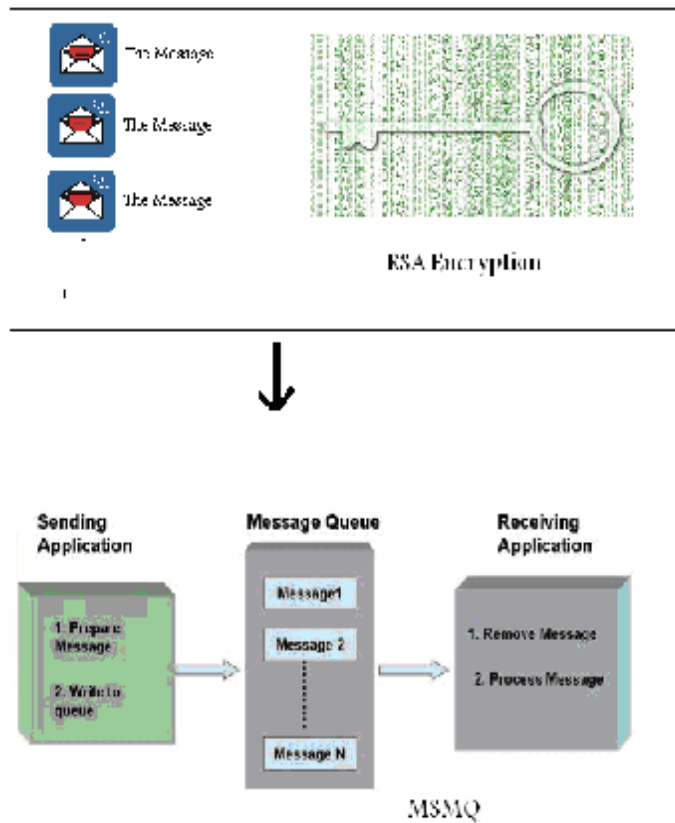 The Message
The Message
The Message
RSA Encryption
Sending
Application
Message Queue
Receiving
Application
1. Prepare
Message
2. Write to
queue
Message1
Message 2
Message N
1. Remove Message
2. Process Message
MSMQ